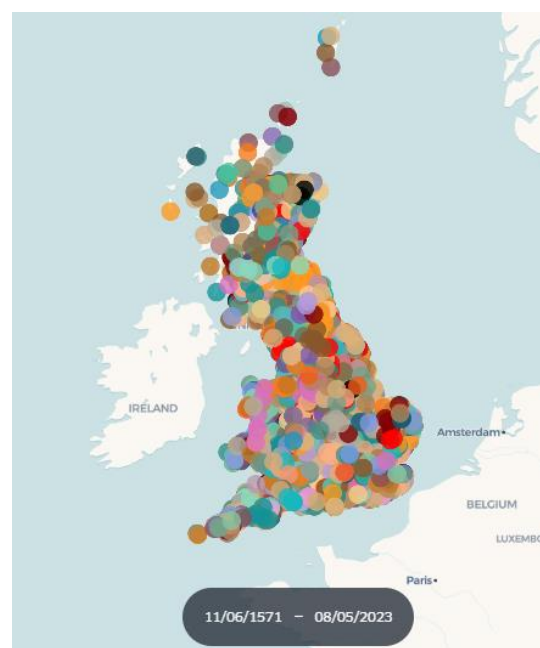 IRELAND
Amsterdam
BELGIUM
LUXEMBO
Paris
11/06/1571 – 08/05/2023